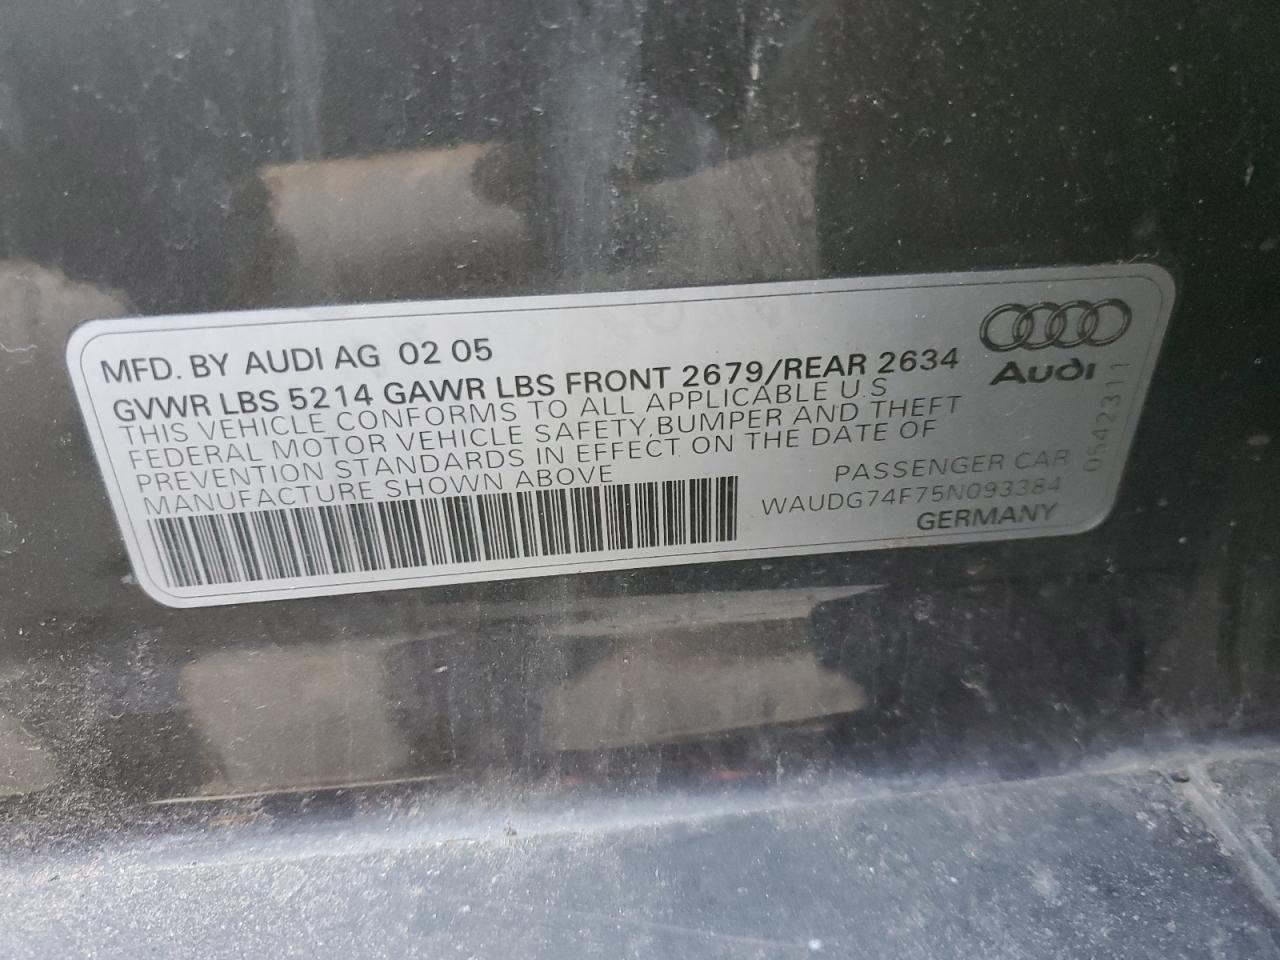 MFD. BY AUDI AG 02 05
GVWR LBS 5214 GAWR LBS FRONT 2679/REAR 2634
THIS VEHICLE CONFORMS TO ALL APPLICABLE U.S
FEDERAL MOTOR VEHICLE SAFETY, BUMPER AND THEFT
PREVENTION STANDARDS IN EFFECT ON THE DATE OF
MANUFACTURE SHOWN ABOVE
PASSENGER CAR
WAUDG74F75N093384
GERMANY
Audi
0542311